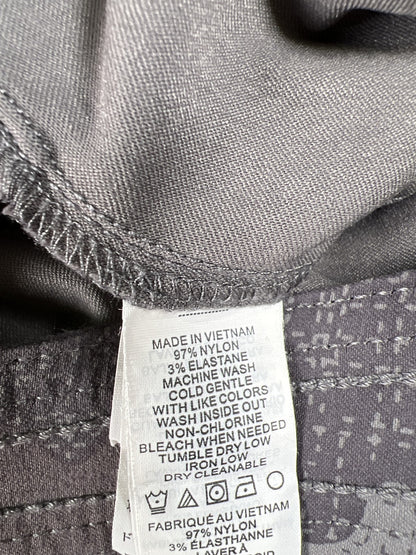 MADE IN VIETNAM
97% NYLON
3% ELASTANE
MACHINE WASH
COLD GENTLE
WITH LIKE COLORS
WASH INSIDE OUT
NON-CHLORINE
BLEACH WHEN NEEDED
TUMBLE DRY LOW
IRON LOW
DRY CLEANABLE
FABRIQUÉ AU VIETNAM
97% NYLON
3% ÉLASTHANNE
LAVER À